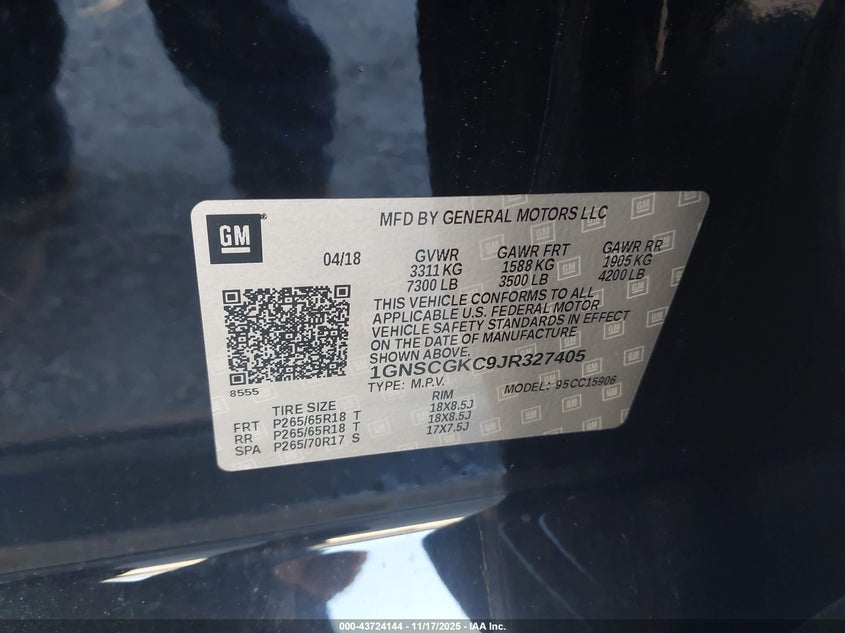 GM
MFD BY GENERAL MOTORS LLC
04/18
GVWR GAWR FRT GAWR RR
3311 KG 1588 KG 1905 KG
7300 LB 3500 LB 4200 LB
THIS VEHICLE CONFORMS TO ALL
APPLICABLE U.S. FEDERAL MOTOR
VEHICLE SAFETY STANDARDS IN EFFECT
ON THE DATE OF MANUFACTURE
SHOWN ABOVE.
1GNSCGKC9JR327405
8555
TYPE: M.P.V. MODEL: 95CC15906
TIRE SIZE RIM
FRT P265/65R18 T 18X8.5J
RR P265/65R18 T 18X8.5J
SPA P265/70R17 S 17X7.5J
000-43724144 - 11/17/2025 - IAA Inc.